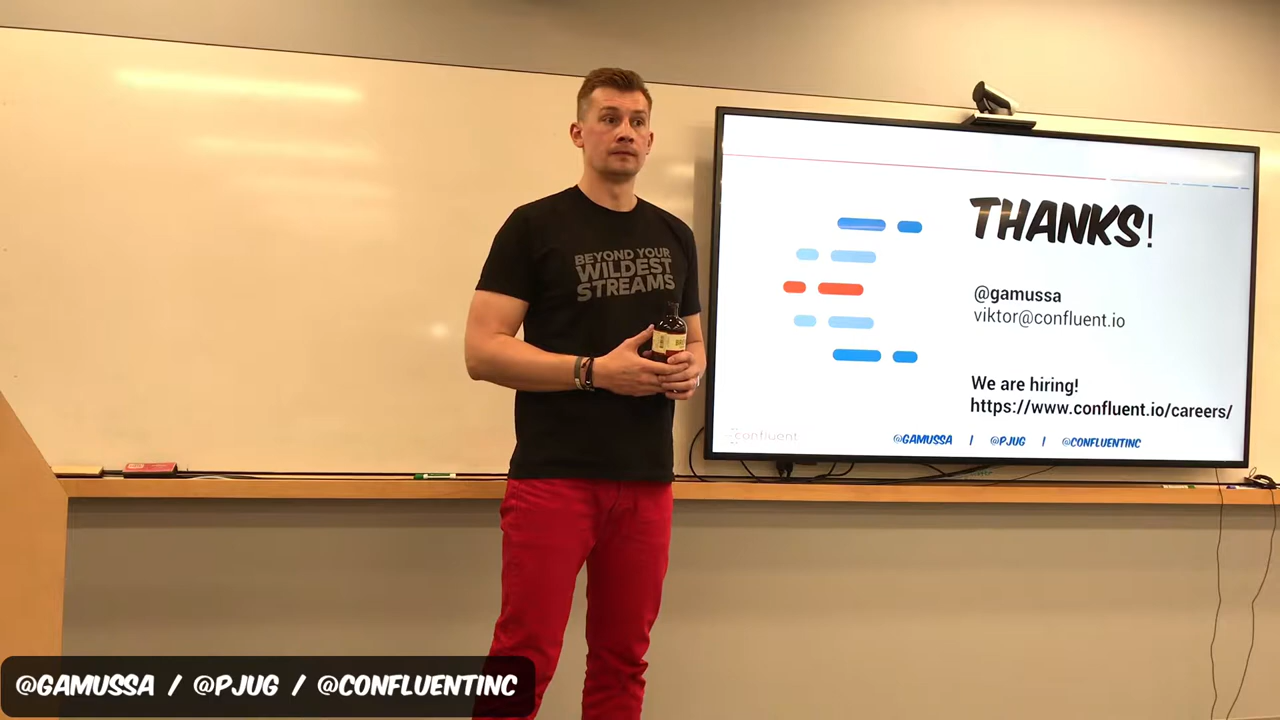 BEYOND YOUR
WILDEST
STREAMS
THANKS!
@gamussa
viktor@confluent.io
We are hiring!
https://www.confluent.io/careers/
confluent
@GAMUSSA / @PJUG / @CONFLUENTINC
@GAMUSSA / @PJUG / @CONFLUENTINC